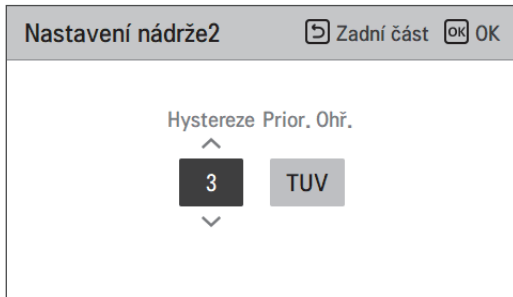 Nastavení nádrže2 Zadní část OK OK
Hystereze Prior. Ohř.
3 TUV